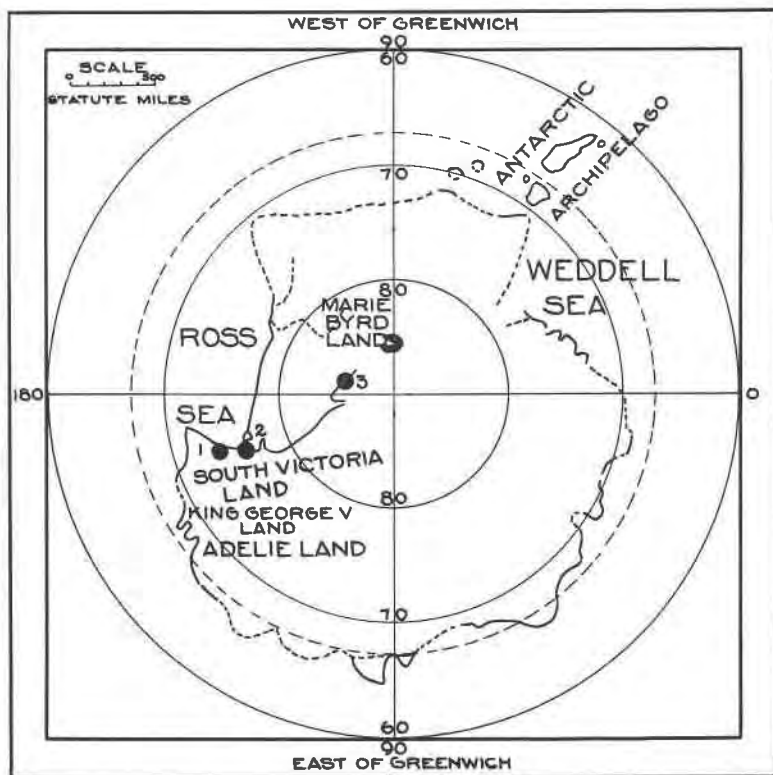 WEST OF GREENWICH
90
60
SCALE
0 300
STATUTE MILES
ANTARCTIC
ARCHIPELAGO
70
WEDDELL
SEA
80
MARIE
BYRD
LAND
ROSS
3
180
0
SEA
2
1
SOUTH VICTORIA
LAND
80
KING GEORGE V
LAND
ADELIE LAND
70
60
90
EAST OF GREENWICH